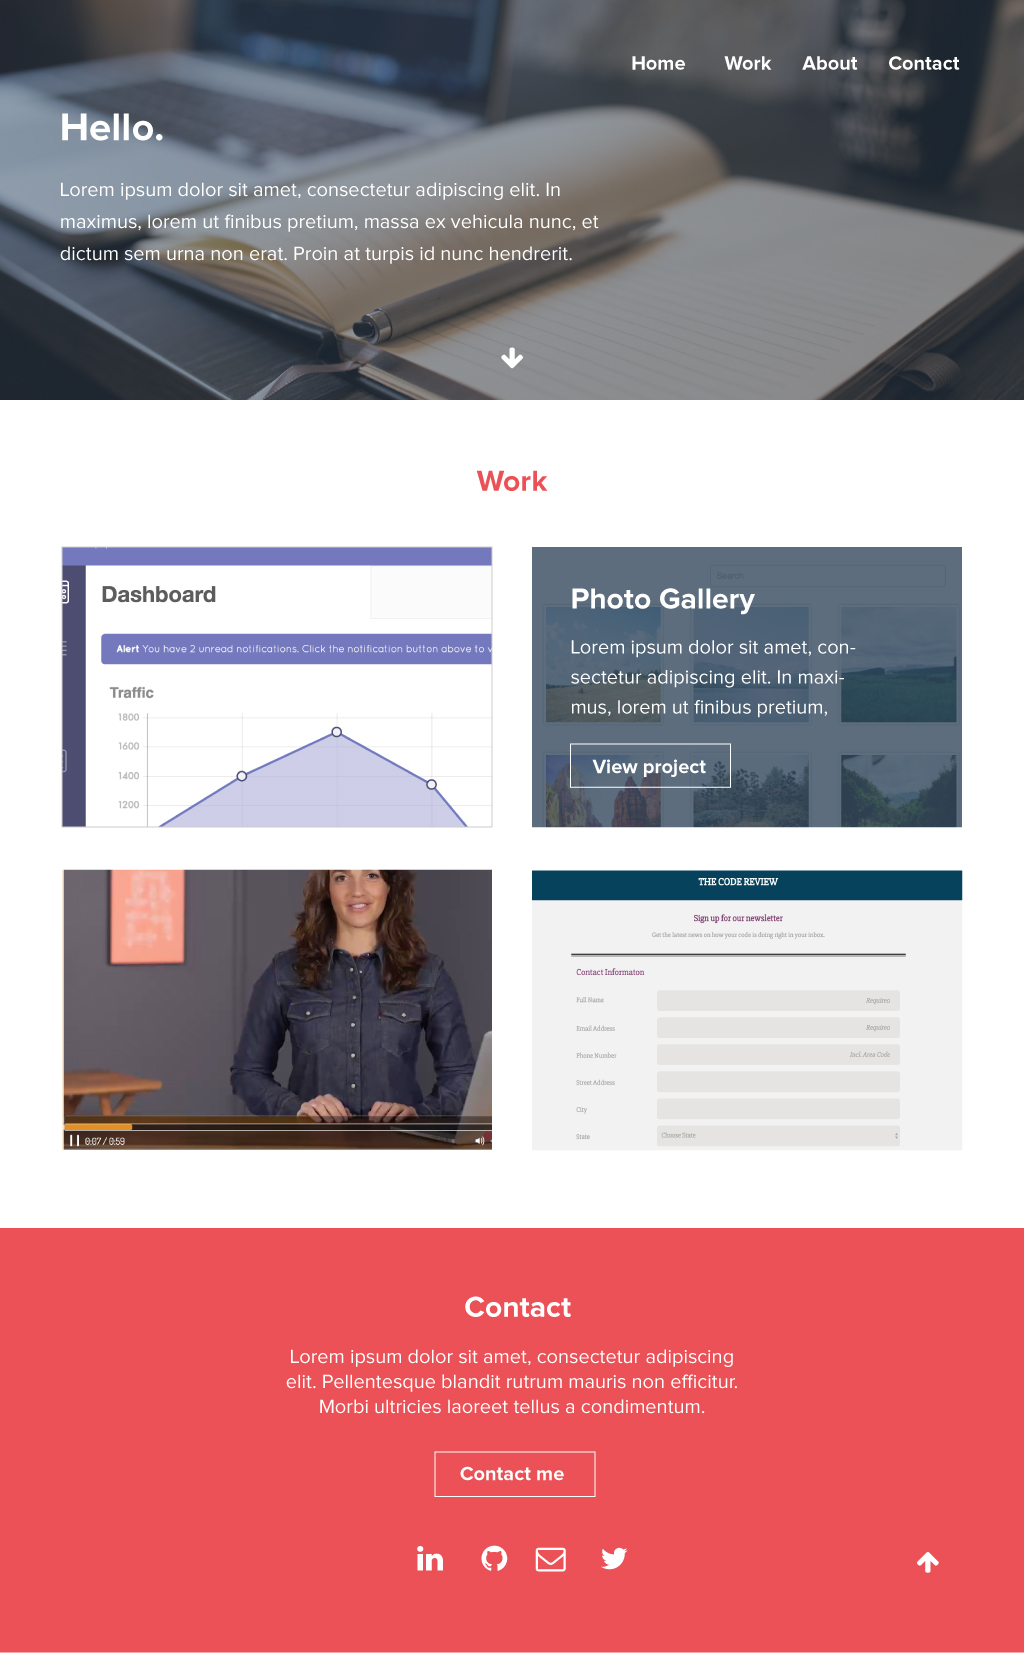 Home Work About Contact
Hello.
Lorem ipsum dolor sit amet, consectetur adipiscing elit. In
maximus, lorem ut finibus pretium, massa ex vehicula nunc, et
dictum sem urna non erat. Proin at turpis id nunc hendrerit.
Work
Dashboard
Alert You have 2 unread notifications. Click the notification button above to v
Traffic
1800
1600
1400
1200
Search
Photo Gallery
Lorem ipsum dolor sit amet, con-
sectetur adipiscing elit. In maxi-
mus, lorem ut finibus pretium,
View project
0:07 / 0:59
THE CODE REVIEW
Sign up for our newsletter
Get the latest news on how your code is doing right in your inbox.
Contact Informaton
Full Name Required
Email Address Required
Phone Number Incl. Area Code
Street Address
City
State Choose State
Contact
Lorem ipsum dolor sit amet, consectetur adipiscing
elit. Pellentesque blandit rutrum mauris non efficitur.
Morbi ultricies laoreet tellus a condimentum.
Contact me
in